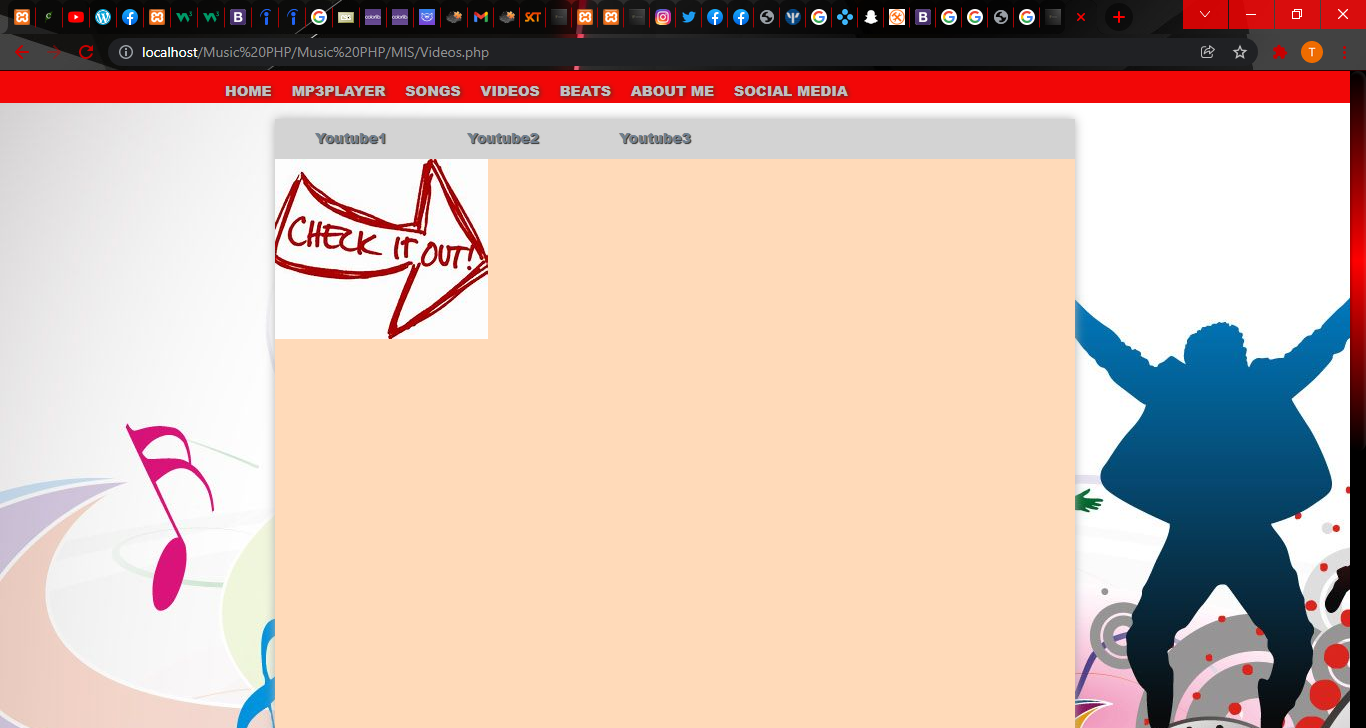 localhost/Music%20PHP/Music%20PHP/MIS/Videos.php
T
HOME MP3PLAYER SONGS VIDEOS BEATS ABOUT ME SOCIAL MEDIA
Youtube1 Youtube2 Youtube3
CHECK IT OUT!